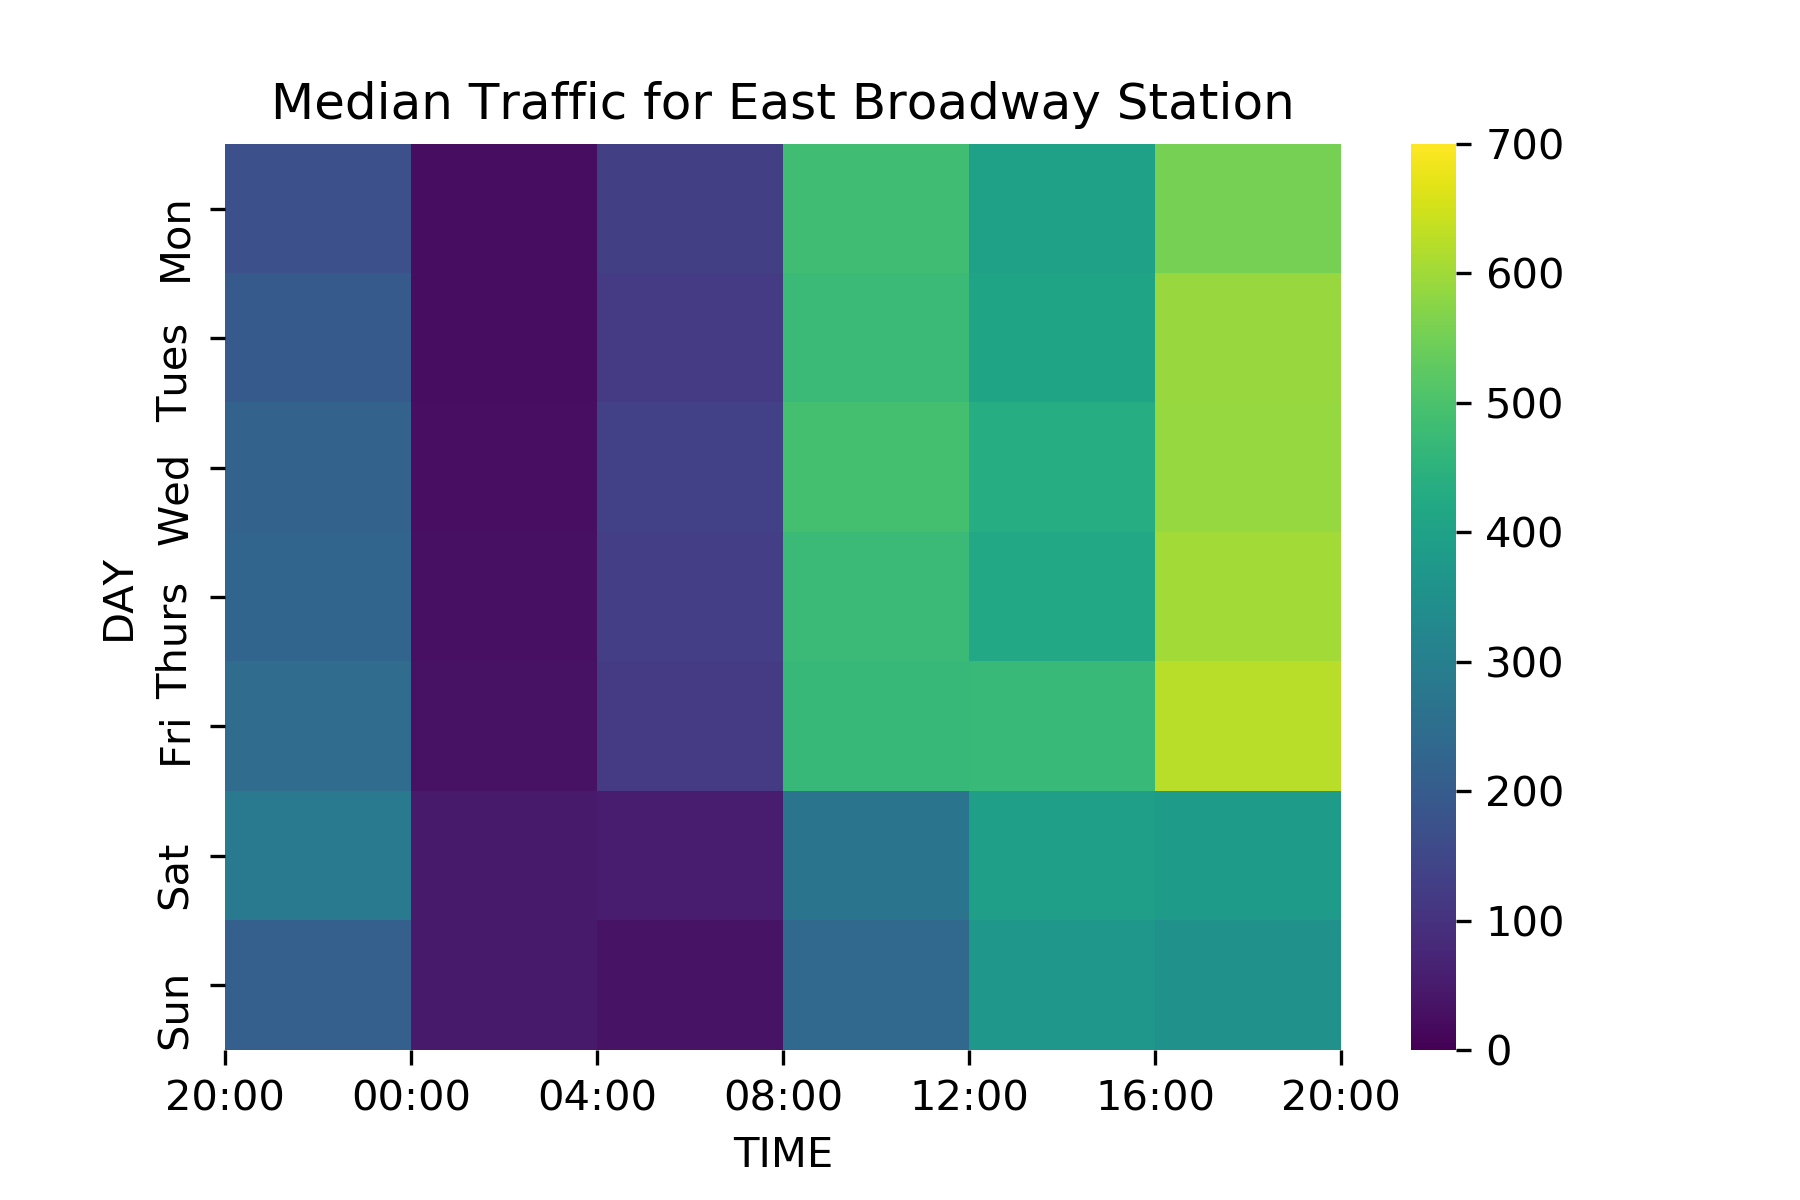 Median Traffic for East Broadway Station
DAY
Mon
Tues
Wed
Thurs
Fri
Sat
Sun
20:00 00:00 04:00 08:00 12:00 16:00 20:00
TIME
700
600
500
400
300
200
100
0